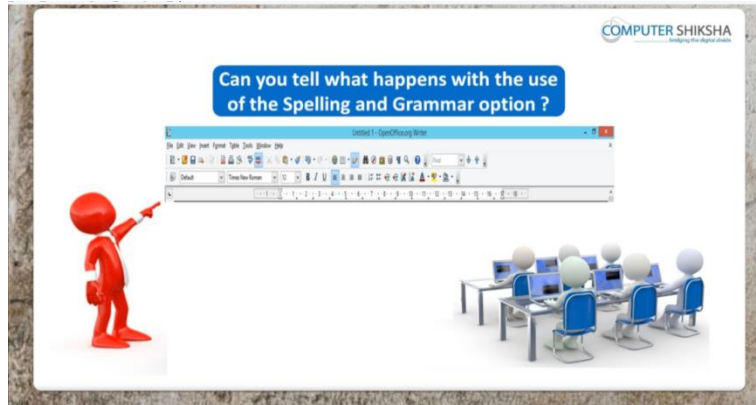 COMPUTER SHIKSHA
bridging the digital divide
Can you tell what happens with the use
of the Spelling and Grammar option ?
Untitled 1 - OpenOffice.org Writer
File Edit View Insert Format Table Tools Window Help
Find
Default Times New Roman 12 B I U